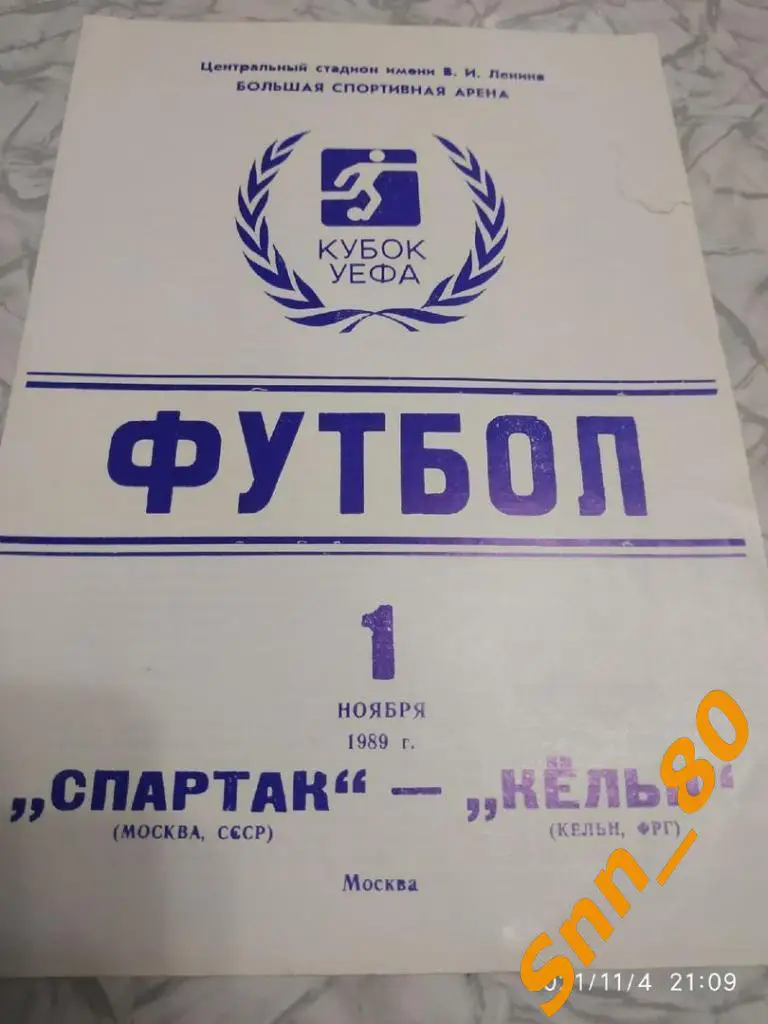 Центральный стадион имени В. И. Ленина
БОЛЬШАЯ СПОРТИВНАЯ АРЕНА
КУБОК
УЕФА
ФУТБОЛ
1
НОЯБРЯ
1989 г.
„СПАРТАК“ — „КЁЛЬН“
(МОСКВА, СССР) (КЕЛЬН, ФРГ)
Москва
Snn_80
1/11/4 21:09